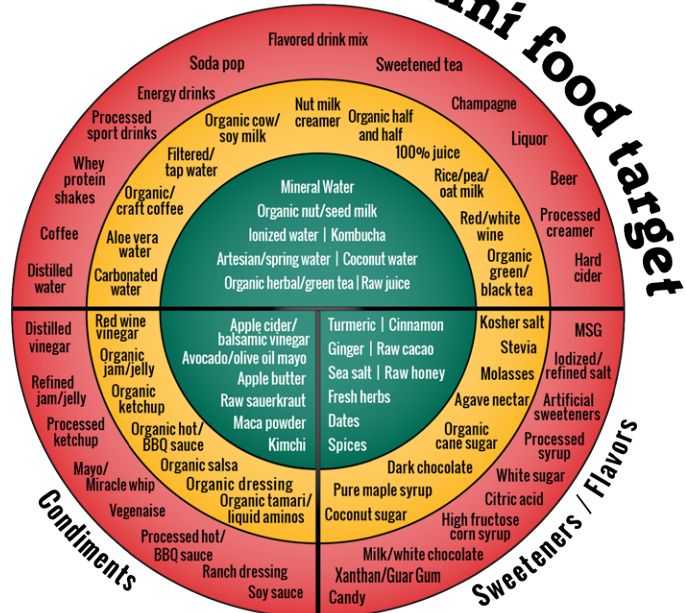 food target
Flavored drink mix
Soda pop
Sweetened tea
Energy drinks
Champagne
Processed
sport drinks
Liquor
Whey
protein
shakes
Beer
Coffee
Processed
creamer
Distilled
water
Hard
cider
Nut milk
creamer
Organic cow/
soy milk
Organic half
and half
Filtered/
tap water
100% juice
Organic/
craft coffee
Rice/pea/
oat milk
Aloe vera
water
Red/white
wine
Carbonated
water
Organic
green/
black tea
Mineral Water
Organic nut/seed milk
Ionized water | Kombucha
Artesian/spring water | Coconut water
Organic herbal/green tea | Raw juice
Distilled
vinegar
Refined
jam/jelly
Processed
ketchup
Mayo/
Miracle whip
Vegenaise
Processed hot/
BBQ sauce
Ranch dressing
Soy sauce
Red wine
vinegar
Organic
jam/jelly
Organic
ketchup
Organic hot/
BBQ sauce
Organic salsa
Organic dressing
Organic tamari/
liquid aminos
Apple cider/
balsamic vinegar
Avocado/olive oil mayo
Apple butter
Raw sauerkraut
Maca powder
Kimchi
Turmeric | Cinnamon
Ginger | Raw cacao
Sea salt | Raw honey
Fresh herbs
Dates
Spices
Kosher salt
Stevia
Molasses
Agave nectar
Organic
cane sugar
Dark chocolate
Pure maple syrup
Coconut sugar
MSG
Iodized/
refined salt
Artificial
sweeteners
Processed
syrup
White sugar
Citric acid
High fructose
corn syrup
Milk/white chocolate
Xanthan/Guar Gum
Candy
Condiments
Sweeteners / Flavors